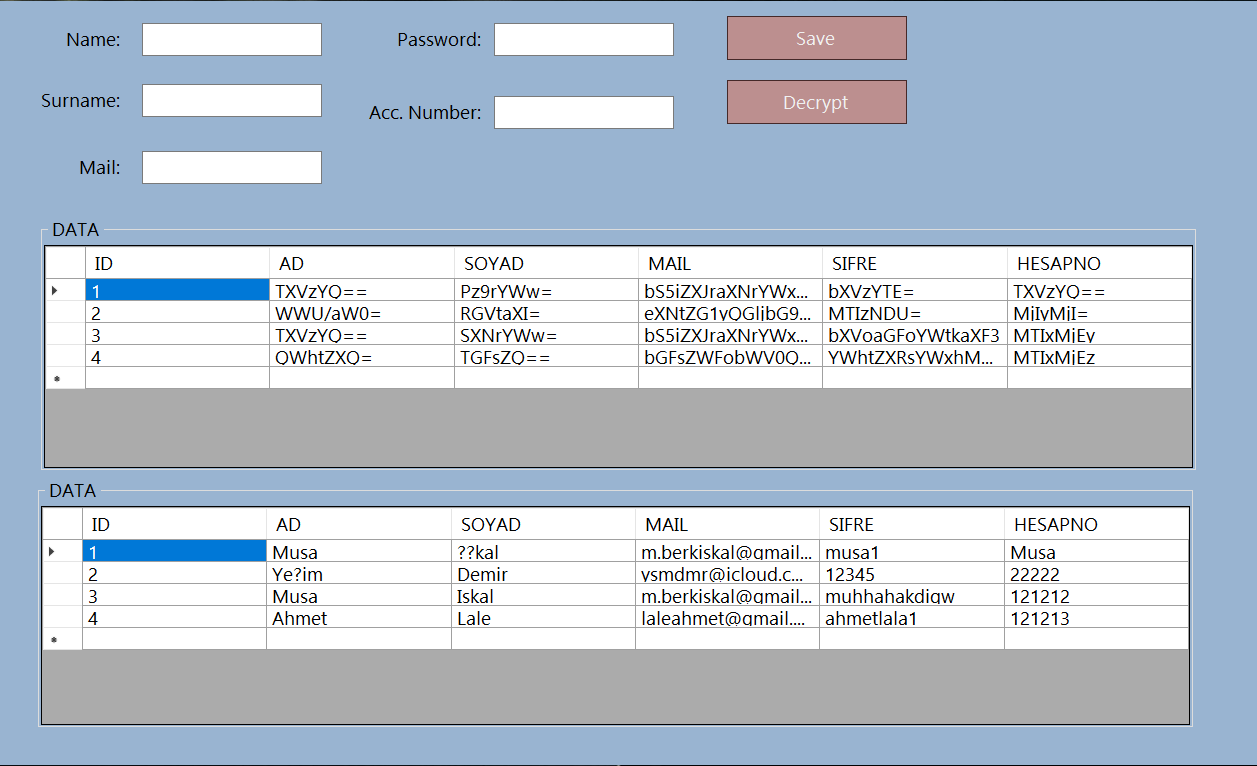 Name: Password: Save
Surname: Acc. Number: Decrypt
Mail:
DATA
ID AD SOYAD MAIL SIFRE HESAPNO
1 TXVzYQ== Pz9rYWw= bS5iZXJraXNrYWx... bXVzYTE= TXVzYQ==
2 WWU/aW0= RGVtaXI= eXNtZG1yQGljbG9... MTIzNDU= MjIyMjI=
3 TXVzYQ== SXNrYWw= bS5iZXJraXNrYWx... bXVoaGFoYWtkaXF3 MTIxMjEy
4 QWhtZXQ= TGFsZQ== bGFsZWFobWV0Q... YWhtZXRsYWxhM... MTIxMjEz
DATA
ID AD SOYAD MAIL SIFRE HESAPNO
1 Musa ??kal m.berkiskal@gmail... musa1 Musa
2 Ye?im Demir ysmdmr@icloud.c... 12345 22222
3 Musa Iskal m.berkiskal@gmail... muhhahakdiqw 121212
4 Ahmet Lale laleahmet@gmail.... ahmetlala1 121213